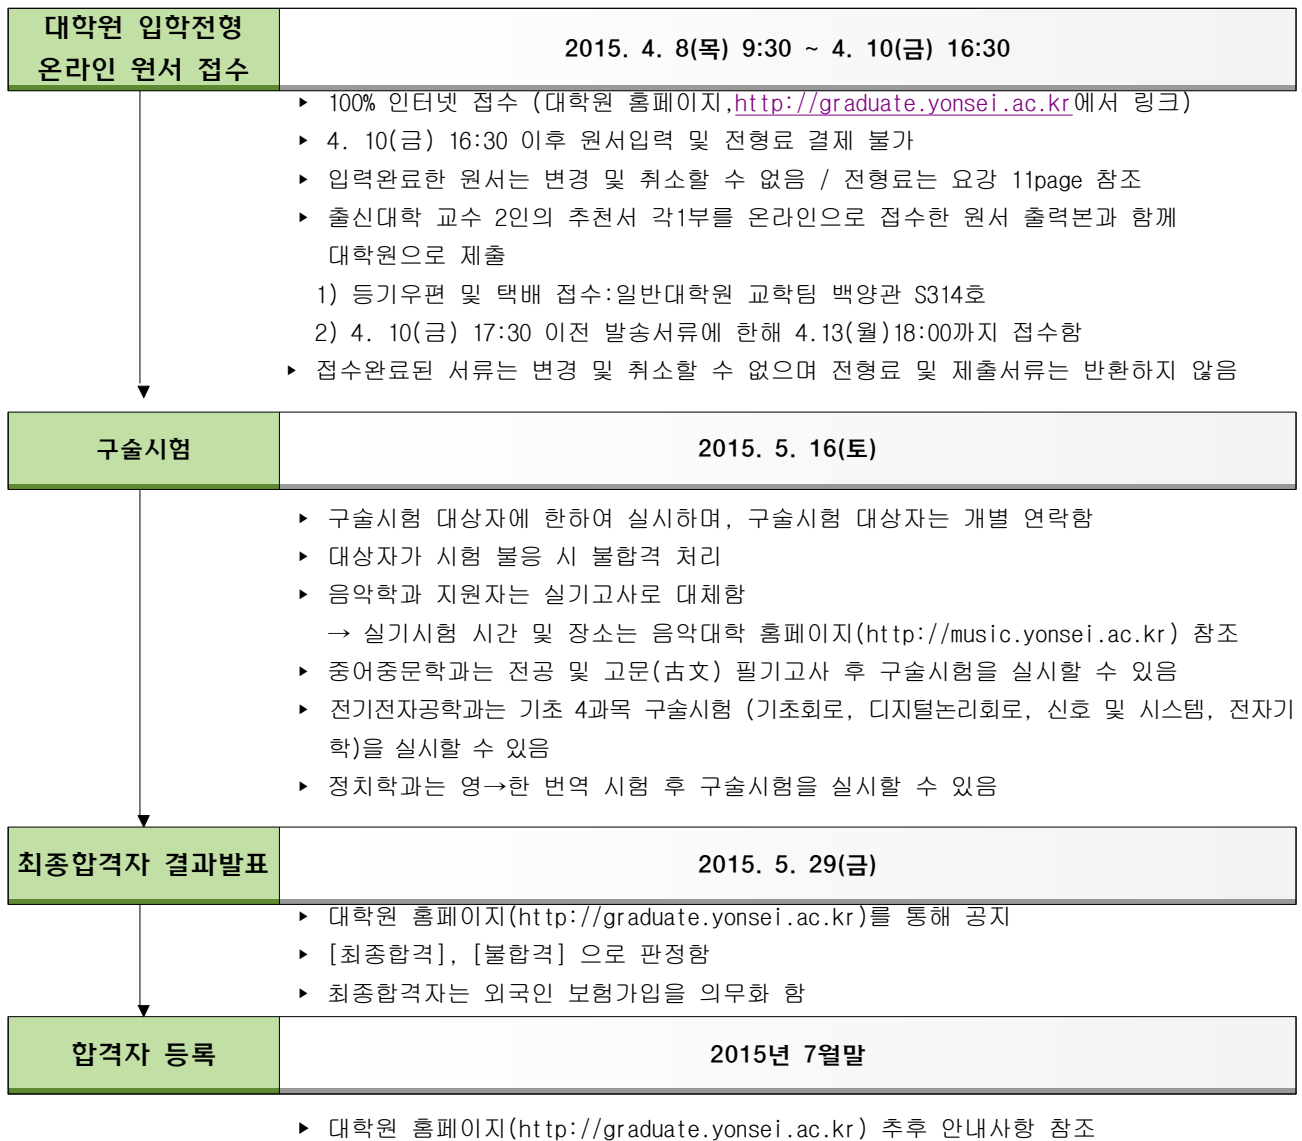 대학원 입학전형
온라인 원서 접수
2015. 4. 8(목) 9:30 ~ 4. 10(금) 16:30
▸ 100% 인터넷 접수 (대학원 홈페이지,http://graduate.yonsei.ac.kr에서 링크)
▸ 4. 10(금) 16:30 이후 원서입력 및 전형료 결제 불가
▸ 입력완료한 원서는 변경 및 취소할 수 없음 / 전형료는 요강 11page 참조
▸ 출신대학 교수 2인의 추천서 각1부를 온라인으로 접수한 원서 출력본과 함께
대학원으로 제출
1) 등기우편 및 택배 접수:일반대학원 교학팀 백양관 S314호
2) 4. 10(금) 17:30 이전 발송서류에 한해 4.13(월)18:00까지 접수함
▸ 접수완료된 서류는 변경 및 취소할 수 없으며 전형료 및 제출서류는 반환하지 않음
구술시험
2015. 5. 16(토)
▸ 구술시험 대상자에 한하여 실시하며, 구술시험 대상자는 개별 연락함
▸ 대상자가 시험 불응 시 불합격 처리
▸ 음악학과 지원자는 실기고사로 대체함
→ 실기시험 시간 및 장소는 음악대학 홈페이지(http://music.yonsei.ac.kr) 참조
▸ 중어중문학과는 전공 및 고문(古文) 필기고사 후 구술시험을 실시할 수 있음
▸ 전기전자공학과는 기초 4과목 구술시험 (기초회로, 디지털논리회로, 신호 및 시스템, 전자기
학)을 실시할 수 있음
▸ 정치학과는 영→한 번역 시험 후 구술시험을 실시할 수 있음
최종합격자 결과발표
2015. 5. 29(금)
▸ 대학원 홈페이지(http://graduate.yonsei.ac.kr)를 통해 공지
▸ [최종합격], [불합격] 으로 판정함
▸ 최종합격자는 외국인 보험가입을 의무화 함
합격자 등록
2015년 7월말
▸ 대학원 홈페이지(http://graduate.yonsei.ac.kr) 추후 안내사항 참조